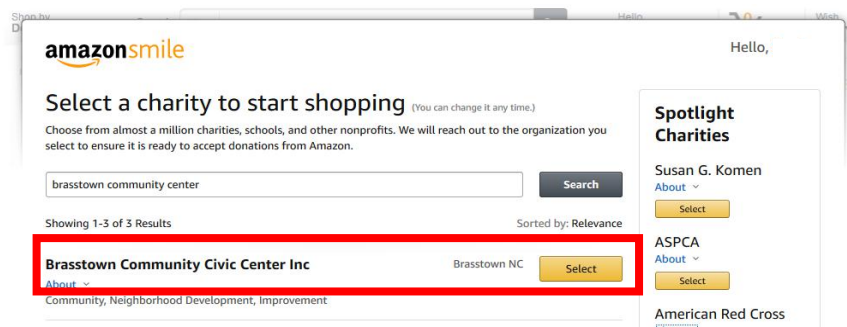 Shop by
Hello
Wish
amazonsmile
Hello,
Select a charity to start shopping (You can change it any time.)
Choose from almost a million charities, schools, and other nonprofits. We will reach out to the organization you
select to ensure it is ready to accept donations from Amazon.
brasstown community center
Search
Showing 1-3 of 3 Results
Sorted by: Relevance
Brasstown Community Civic Center Inc
Brasstown NC
Select
About
Community, Neighborhood Development, Improvement
Spotlight
Charities
Susan G. Komen
About
Select
ASPCA
About
Select
American Red Cross